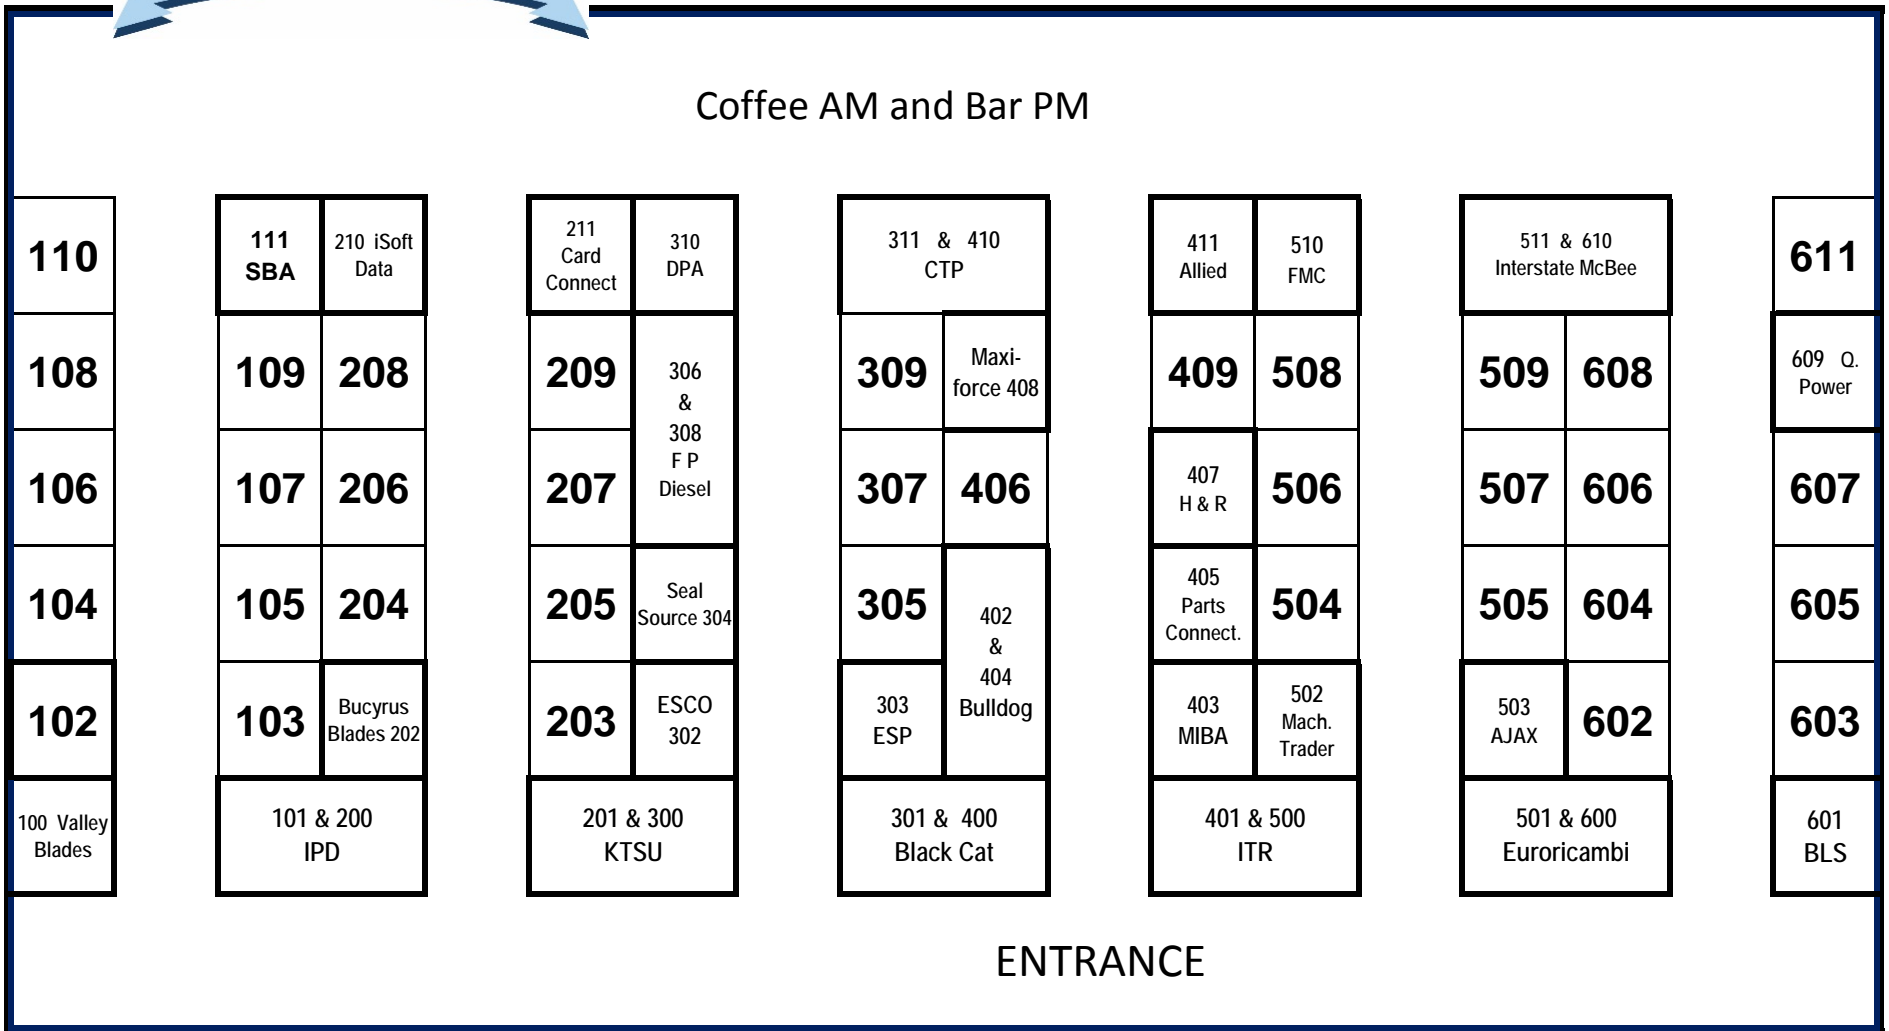 Coffee AM and Bar PM
110
111
SBA
210 iSoft
Data
211
Card
Connect
310
DPA
311 & 410
CTP
411
Allied
510
FMC
511 & 610
Interstate McBee
611
108
109
208
209
306
&
308
F P
Diesel
309
Maxi-
force 408
409
508
509
608
609 Q.
Power
106
107
206
207
307
406
407
H & R
506
507
606
607
104
105
204
205
Seal
Source 304
305
402
&
404
Bulldog
405
Parts
Connect.
504
505
604
605
102
103
Bucyrus
Blades 202
203
ESCO
302
303
ESP
403
MIBA
502
Mach.
Trader
503
AJAX
602
603
100 Valley
Blades
101 & 200
IPD
201 & 300
KTSU
301 & 400
Black Cat
401 & 500
ITR
501 & 600
Euroricambi
601
BLS
ENTRANCE